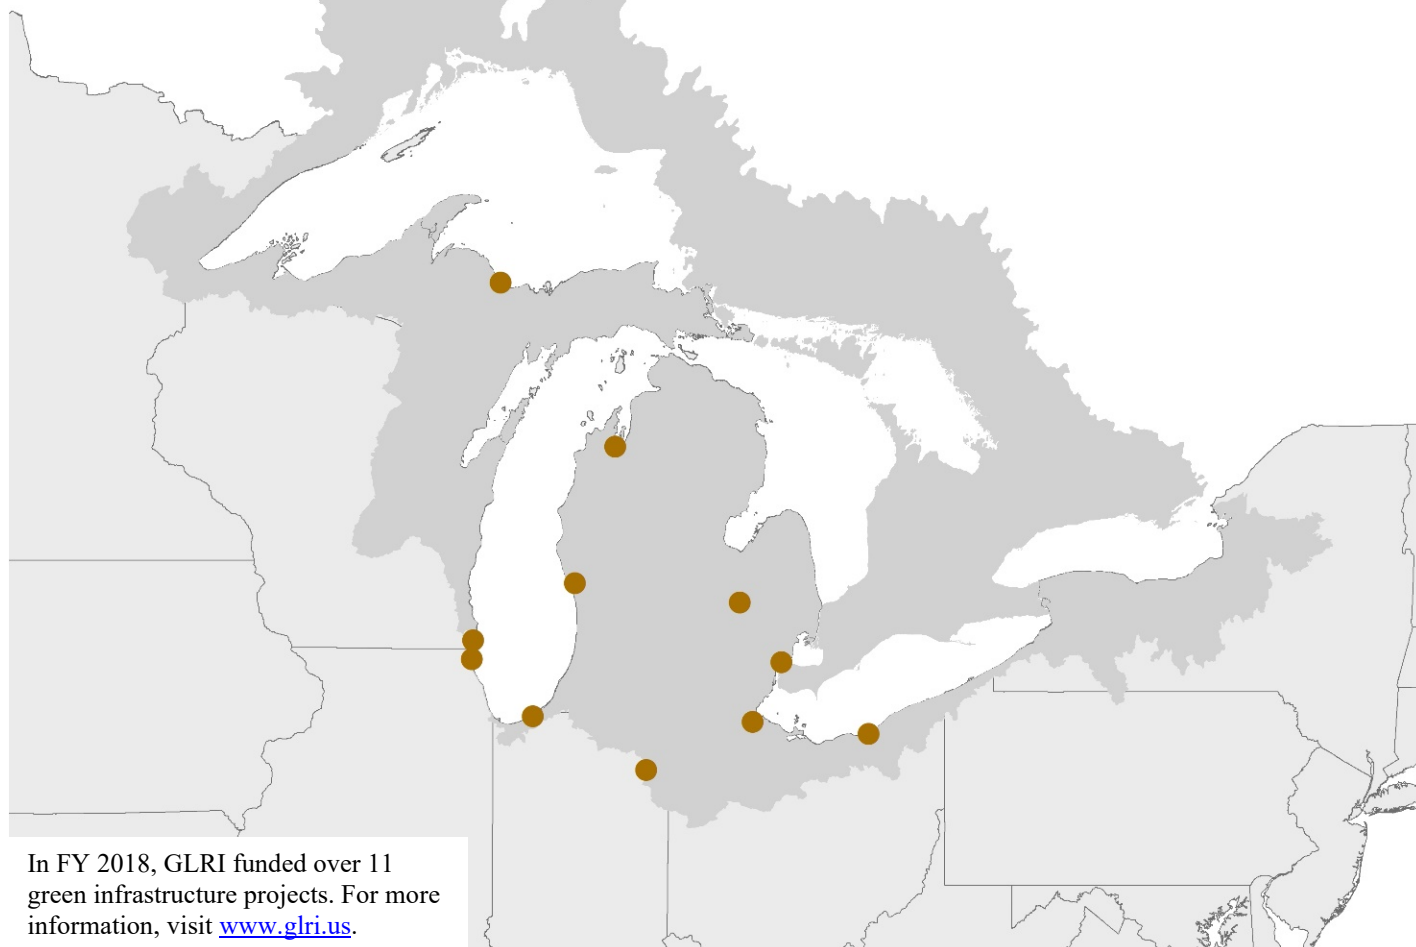 In FY 2018, GLRI funded over 11
green infrastructure projects. For more
information, visit www.glri.us.